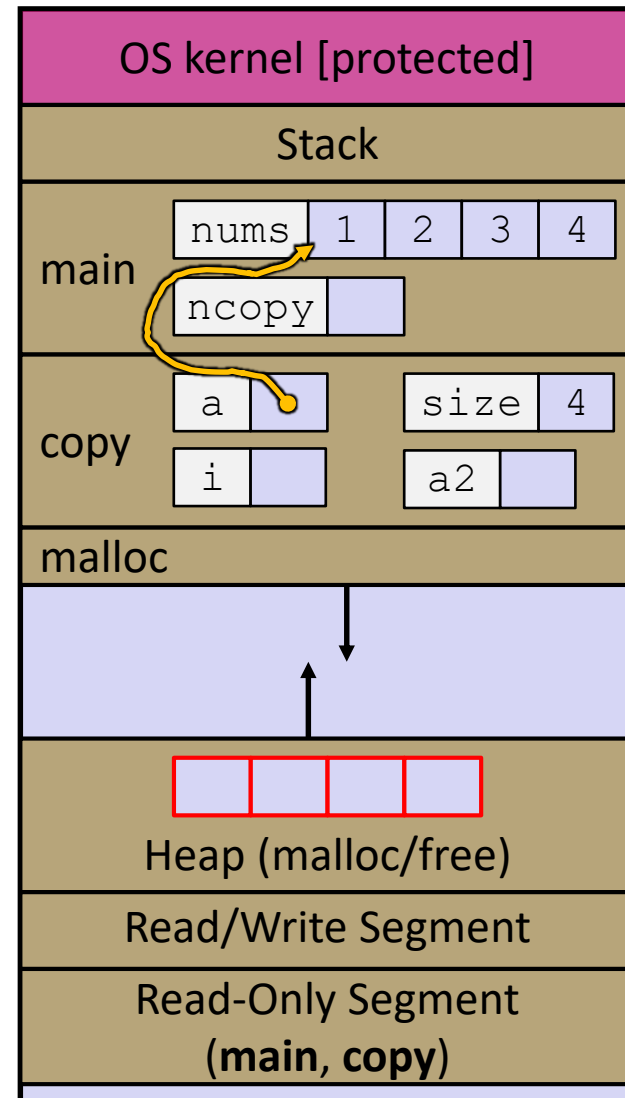 OS kernel [protected]
Stack
main
nums 1 2 3 4
ncopy
copy
a size 4
i a2
malloc
Heap (malloc/free)
Read/Write Segment
Read-Only Segment
(main, copy)